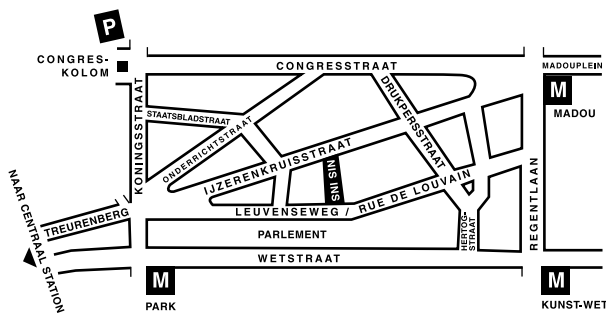 P
CONGRES-
KOLOM
CONGRESSTRAAT
MADOUPLEIN
M
MADOU
KONINGSSTRAAT
STAATSBLADSTRAAT
ONDERRICHTSTRAAT
DRUKPERSSTRAAT
IJZERENKRUISSTRAAT
NIS INS
LEUVENSEWEG / RUE DE LOUVAIN
REGENTLAAN
HERTOG-
STRAAT
TREURENBERG
NAAR CENTRAAL STATION
PARLEMENT
WETSTRAAT
M
PARK
M
KUNST-WET